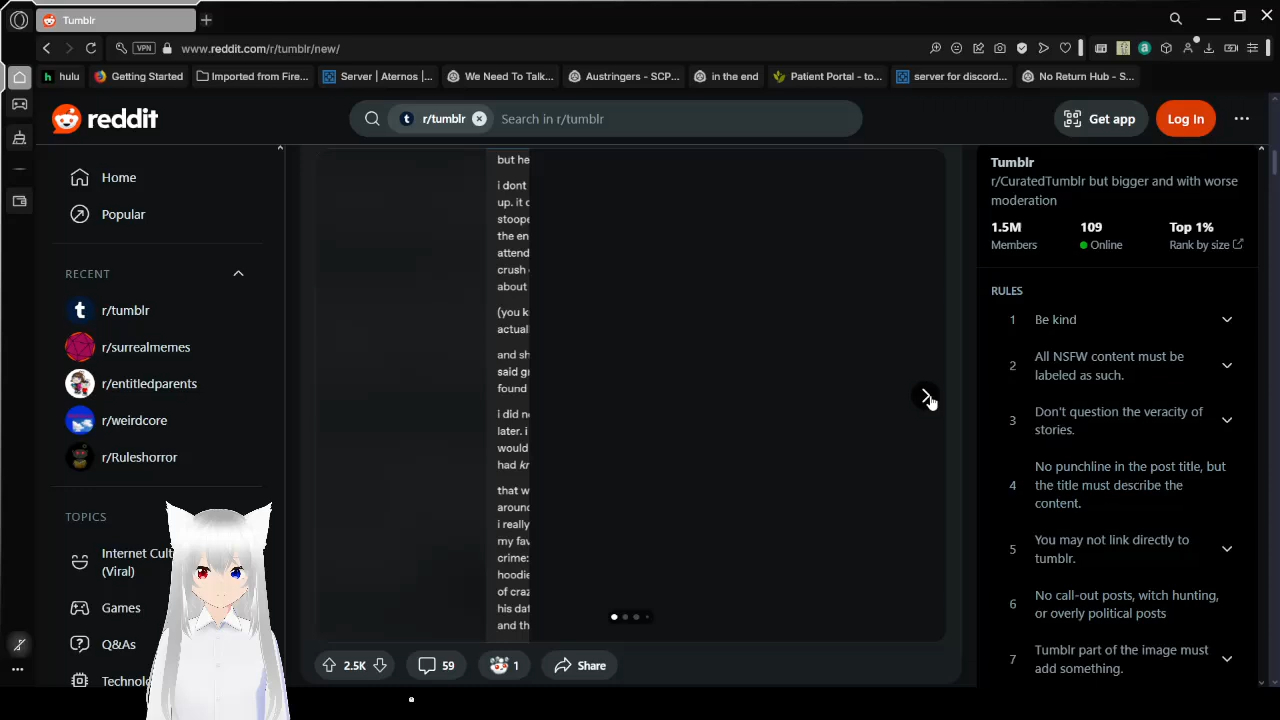 Tumblr
VPN
www.reddit.com/r/tumblr/new/
hulu
Getting Started
Imported from Fire...
Server | Aternos |...
We Need To Talk...
Austringers - SCP...
in the end
Patient Portal - to...
server for discord...
No Return Hub - S...
reddit
r/tumblr
Search in r/tumblr
Get app
Log In
Home
Popular
RECENT
r/tumblr
r/surrealmemes
r/entitledparents
r/weirdcore
r/Ruleshorror
TOPICS
Internet Cult
(Viral)
Games
Q&As
Technolo
but he
i dont
up. it c
stoope
the en
attend
crush
about
(you k
actual
and sh
said gr
found
i did n
later. i
would
had kr
that w
around
i really
my fav
crime:
hoodie
of craz
his dat
and th
2.5K
59
1
Share
Tumblr
r/CuratedTumblr but bigger and with worse
moderation
1.5M
109
Top 1%
Members
Online
Rank by size
RULES
1 Be kind
2 All NSFW content must be
labeled as such.
3 Don't question the veracity of
stories.
4 No punchline in the post title, but
the title must describe the
content.
5 You may not link directly to
tumblr.
6 No call-out posts, witch hunting,
or overly political posts
7 Tumblr part of the image must
add something.